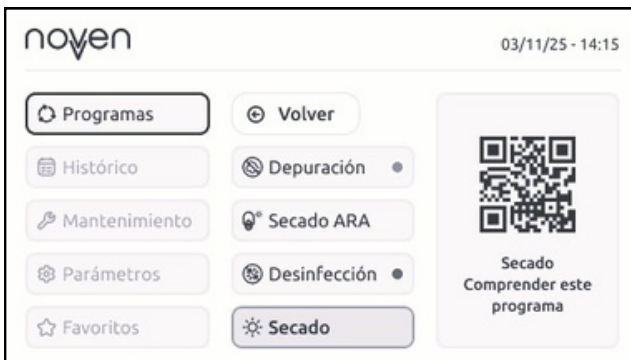 noven
03/11/25 - 14:15
Programas
Histórico
Mantenimiento
Parámetros
Favoritos
Volver
Depuración
Secado ARA
Desinfección
Secado
Secado
Comprender este
programa